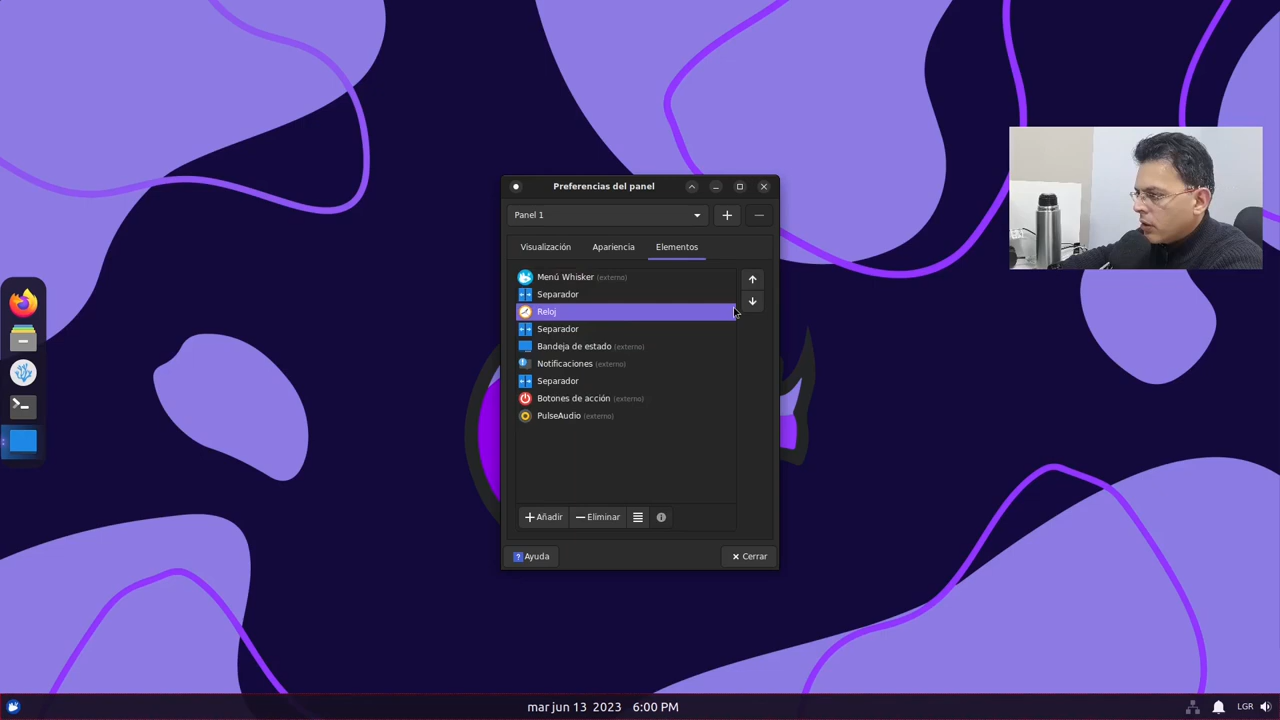 Preferencias del panel
Panel 1
Visualización Apariencia Elementos
Menú Whisker (externo)
Separador
Reloj
Separador
Bandeja de estado (externo)
Notificaciones (externo)
Separador
Botones de acción (externo)
PulseAudio (externo)
Añadir Eliminar
Ayuda Cerrar
mar jun 13 2023 6:00 PM LGR